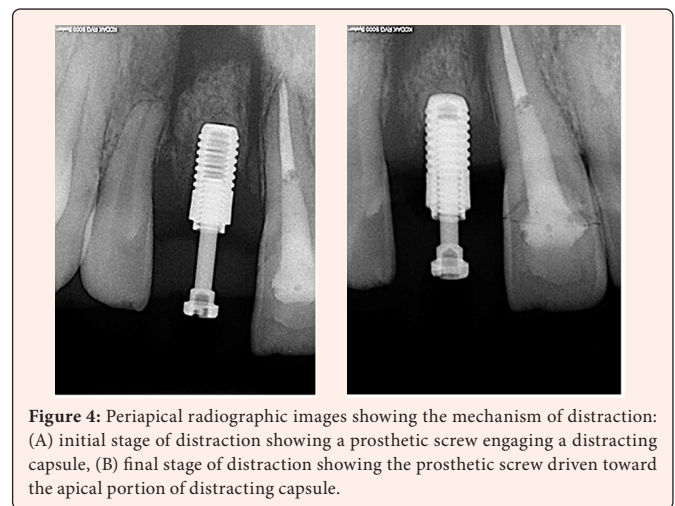 Figure 4: Periapical radiographic images showing the mechanism of distraction:
(A) initial stage of distraction showing a prosthetic screw engaging a distracting
capsule, (B) final stage of distraction showing the prosthetic screw driven toward
the apical portion of distracting capsule.